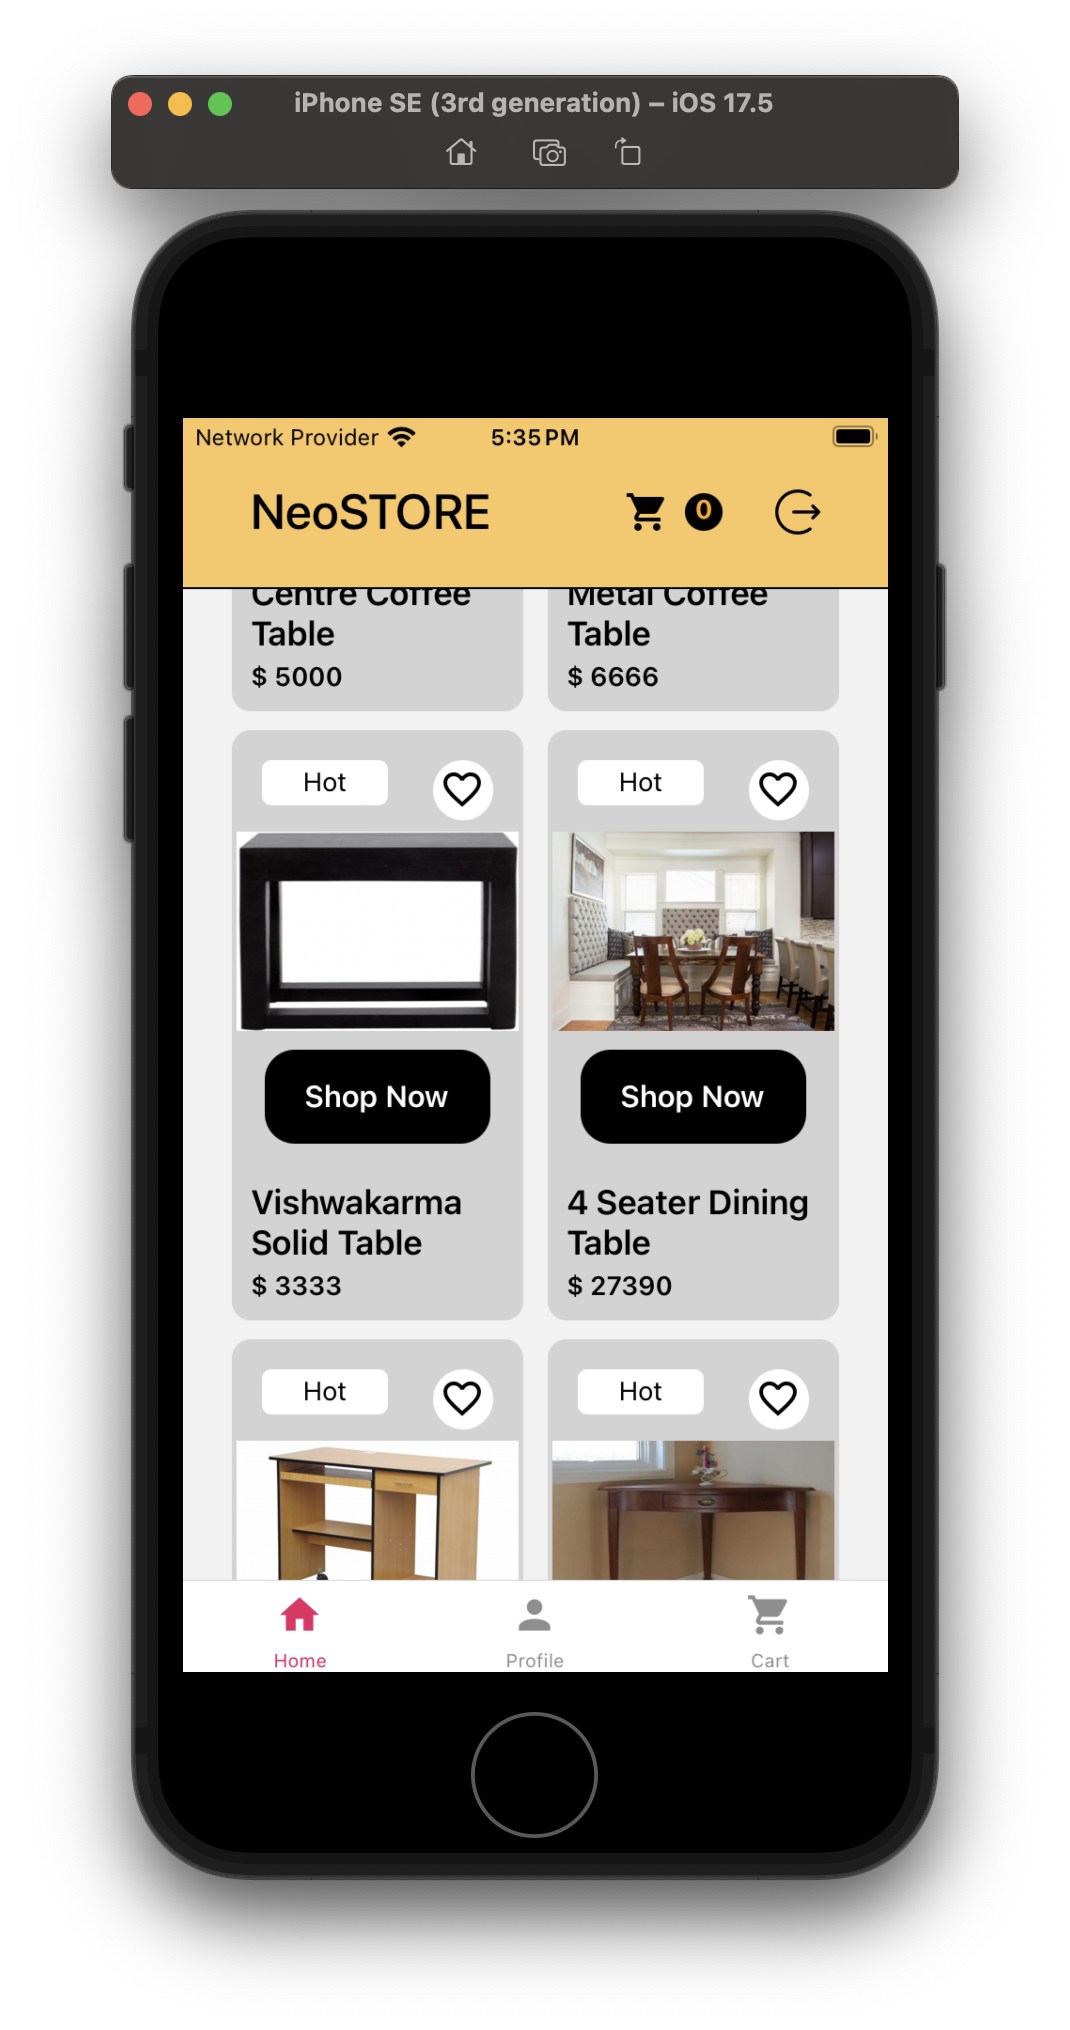 iPhone SE (3rd generation) – iOS 17.5
Network Provider 5:35 PM
NeoSTORE 0
Centre Coffee
Table
$ 5000
Metal Coffee
Table
$ 6666
Hot
Shop Now
Vishwakarma
Solid Table
$ 3333
Hot
Shop Now
4 Seater Dining
Table
$ 27390
Hot
Hot
Home
Profile
Cart